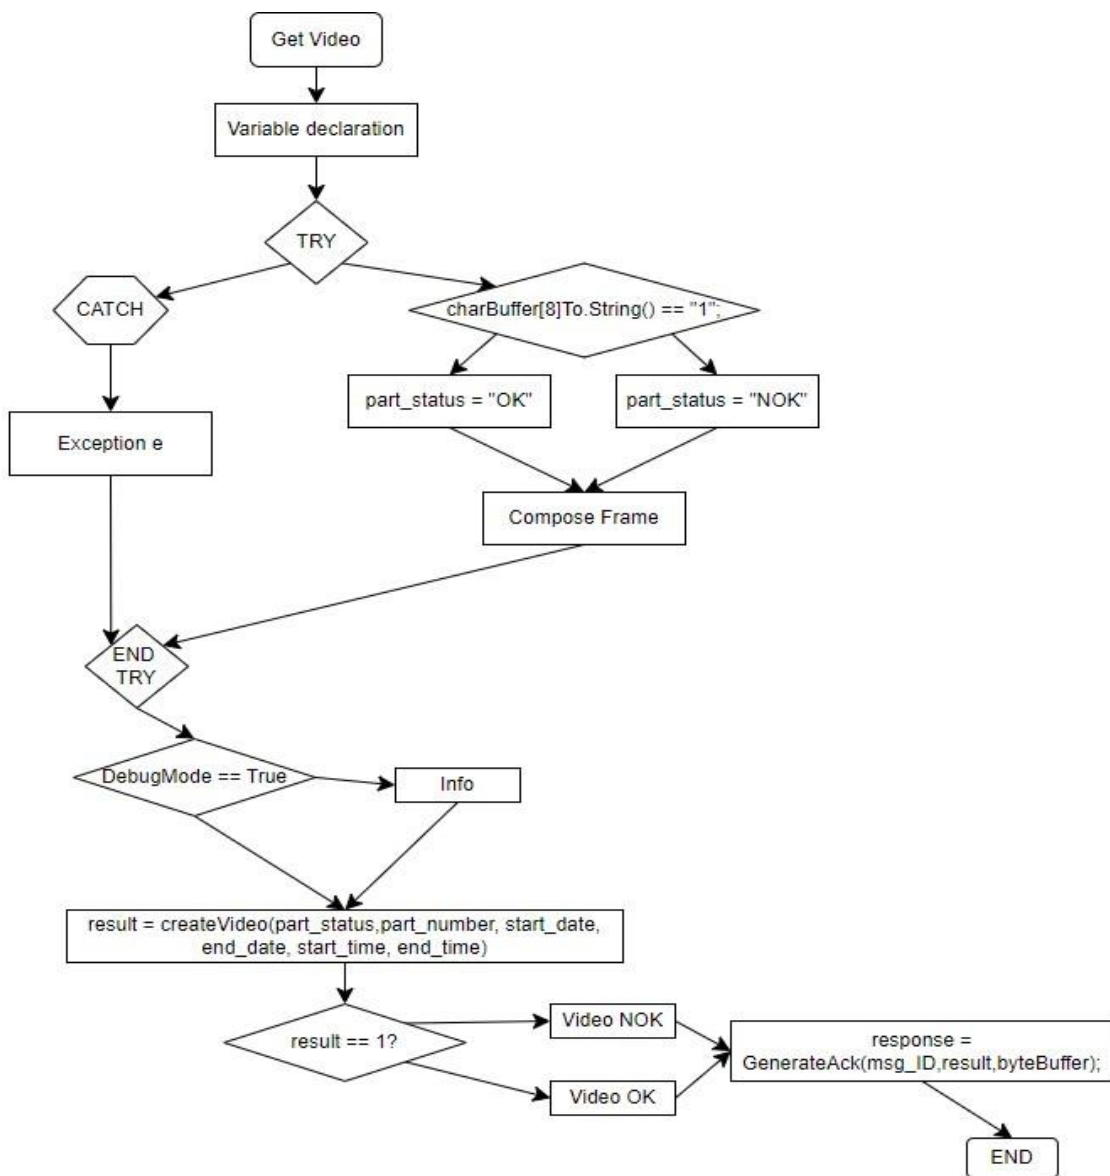 Get Video
Variable declaration
TRY
CATCH
charBuffer[8]To.String() == "1";
part_status = "OK"
part_status = "NOK"
Exception e
Compose Frame
END
TRY
DebugMode == True
Info
result = createVideo(part_status,part_number, start_date,
end_date, start_time, end_time)
result == 1?
Video NOK
Video OK
response =
GenerateAck(msg_ID,result,byteBuffer);
END